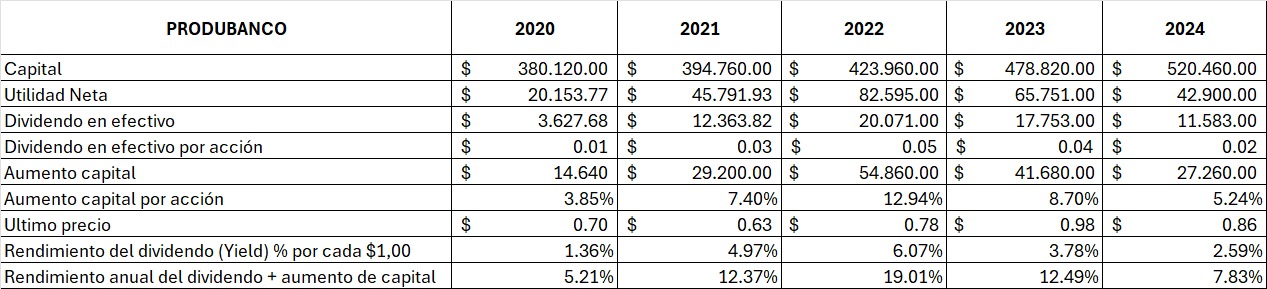 PRODUBANCO 2020 2021 2022 2023 2024
Capital $ 380.120.00 $ 394.760.00 $ 423.960.00 $ 478.820.00 $ 520.460.00
Utilidad Neta $ 20.153.77 $ 45.791.93 $ 82.595.00 $ 65.751.00 $ 42.900.00
Dividendo en efectivo $ 3.627.68 $ 12.363.82 $ 20.071.00 $ 17.753.00 $ 11.583.00
Dividendo en efectivo por acción $ 0.01 $ 0.03 $ 0.05 $ 0.04 $ 0.02
Aumento capital $ 14.640 $ 29.200.00 $ 54.860.00 $ 41.680.00 $ 27.260.00
Aumento capital por acción 3.85% 7.40% 12.94% 8.70% 5.24%
Ultimo precio $ 0.70 $ 0.63 $ 0.78 $ 0.98 $ 0.86
Rendimiento del dividendo (Yield) % por cada $1,00 1.36% 4.97% 6.07% 3.78% 2.59%
Rendimiento anual del dividendo + aumento de capital 5.21% 12.37% 19.01% 12.49% 7.83%